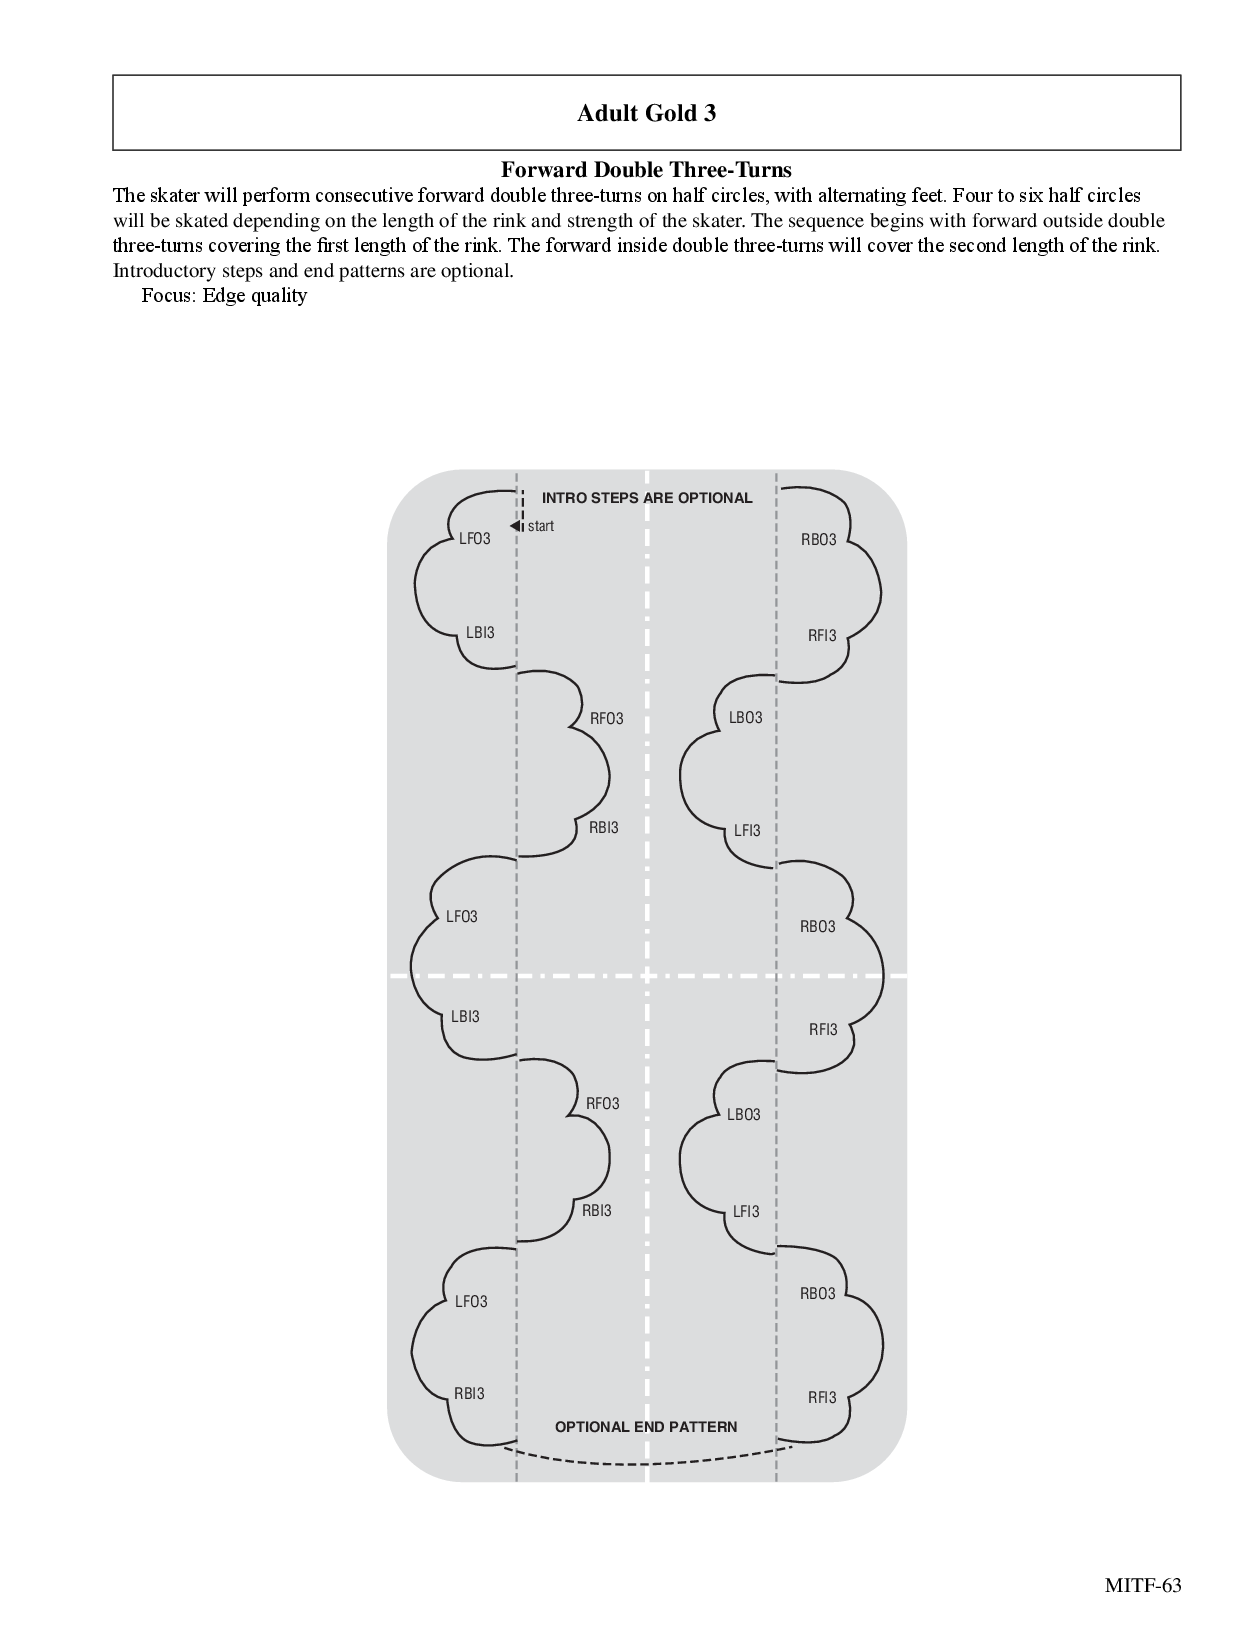 Adult Gold 3
Forward Double Three-Turns
The skater will perform consecutive forward double three-turns on half circles, with alternating feet. Four to six half circles
will be skated depending on the length of the rink and strength of the skater. The sequence begins with forward outside double
three-turns covering the first length of the rink. The forward inside double three-turns will cover the second length of the rink.
Introductory steps and end patterns are optional.
Focus: Edge quality
INTRO STEPS ARE OPTIONAL
start
LFO3
RBO3
LBI3
RFI3
RFO3
LBO3
RBI3
LFI3
LFO3
RBO3
LBI3
RFI3
RFO3
LBO3
RBI3
LFI3
LFO3
RBO3
RBI3
RFI3
OPTIONAL END PATTERN
MITF-63